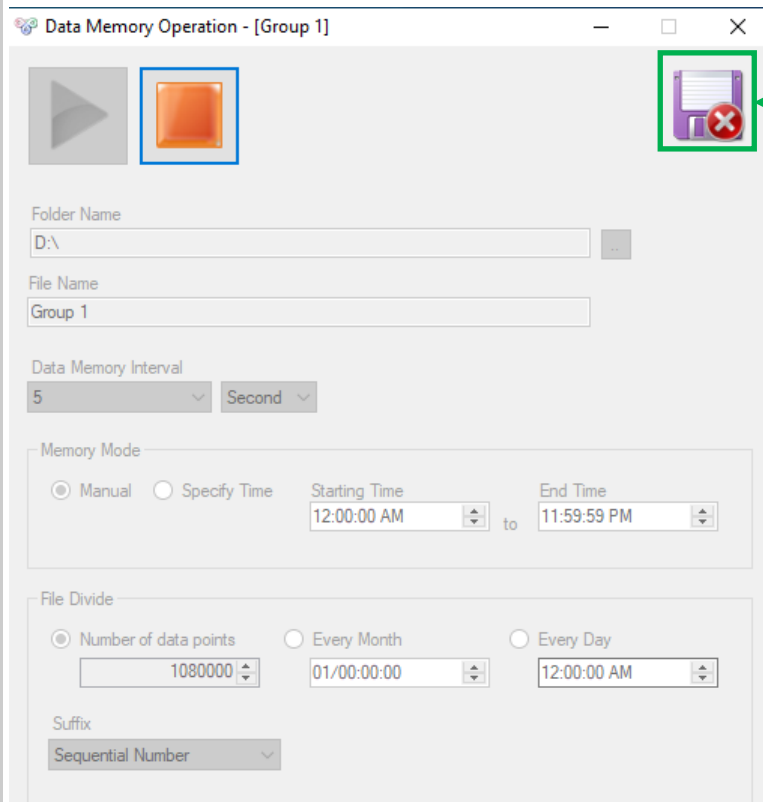 Data Memory Operation - [Group 1]
Folder Name
D:\
..
File Name
Group 1
Data Memory Interval
5 Second
Memory Mode
Manual Specify Time Starting Time End Time
12:00:00 AM to 11:59:59 PM
File Divide
Number of data points Every Month Every Day
1080000 01/00:00:00 12:00:00 AM
Suffix
Sequential Number